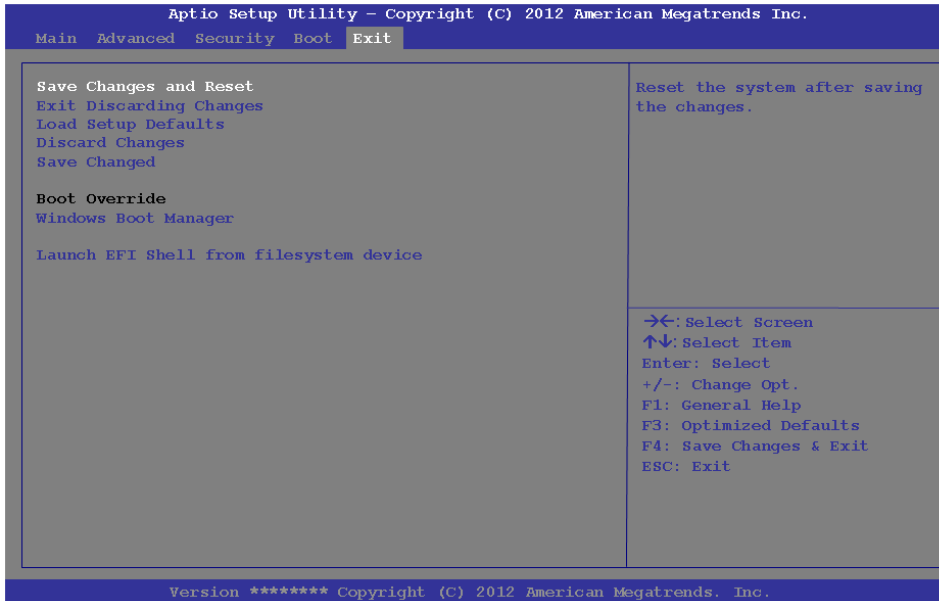 Aptio Setup Utility – Copyright (C) 2012 American Megatrends Inc.
Main Advanced Security Boot Exit
Save Changes and Reset
Exit Discarding Changes
Load Setup Defaults
Discard Changes
Save Changed
Boot Override
Windows Boot Manager
Launch EFI Shell from filesystem device
Reset the system after saving
the changes.
→←:Select Screen
↑↓:Select Item
Enter: Select
+/-: Change Opt.
F1: General Help
F3: Optimized Defaults
F4: Save Changes & Exit
ESC: Exit
Version ******** Copyright (C) 2012 American Megatrends. Inc.